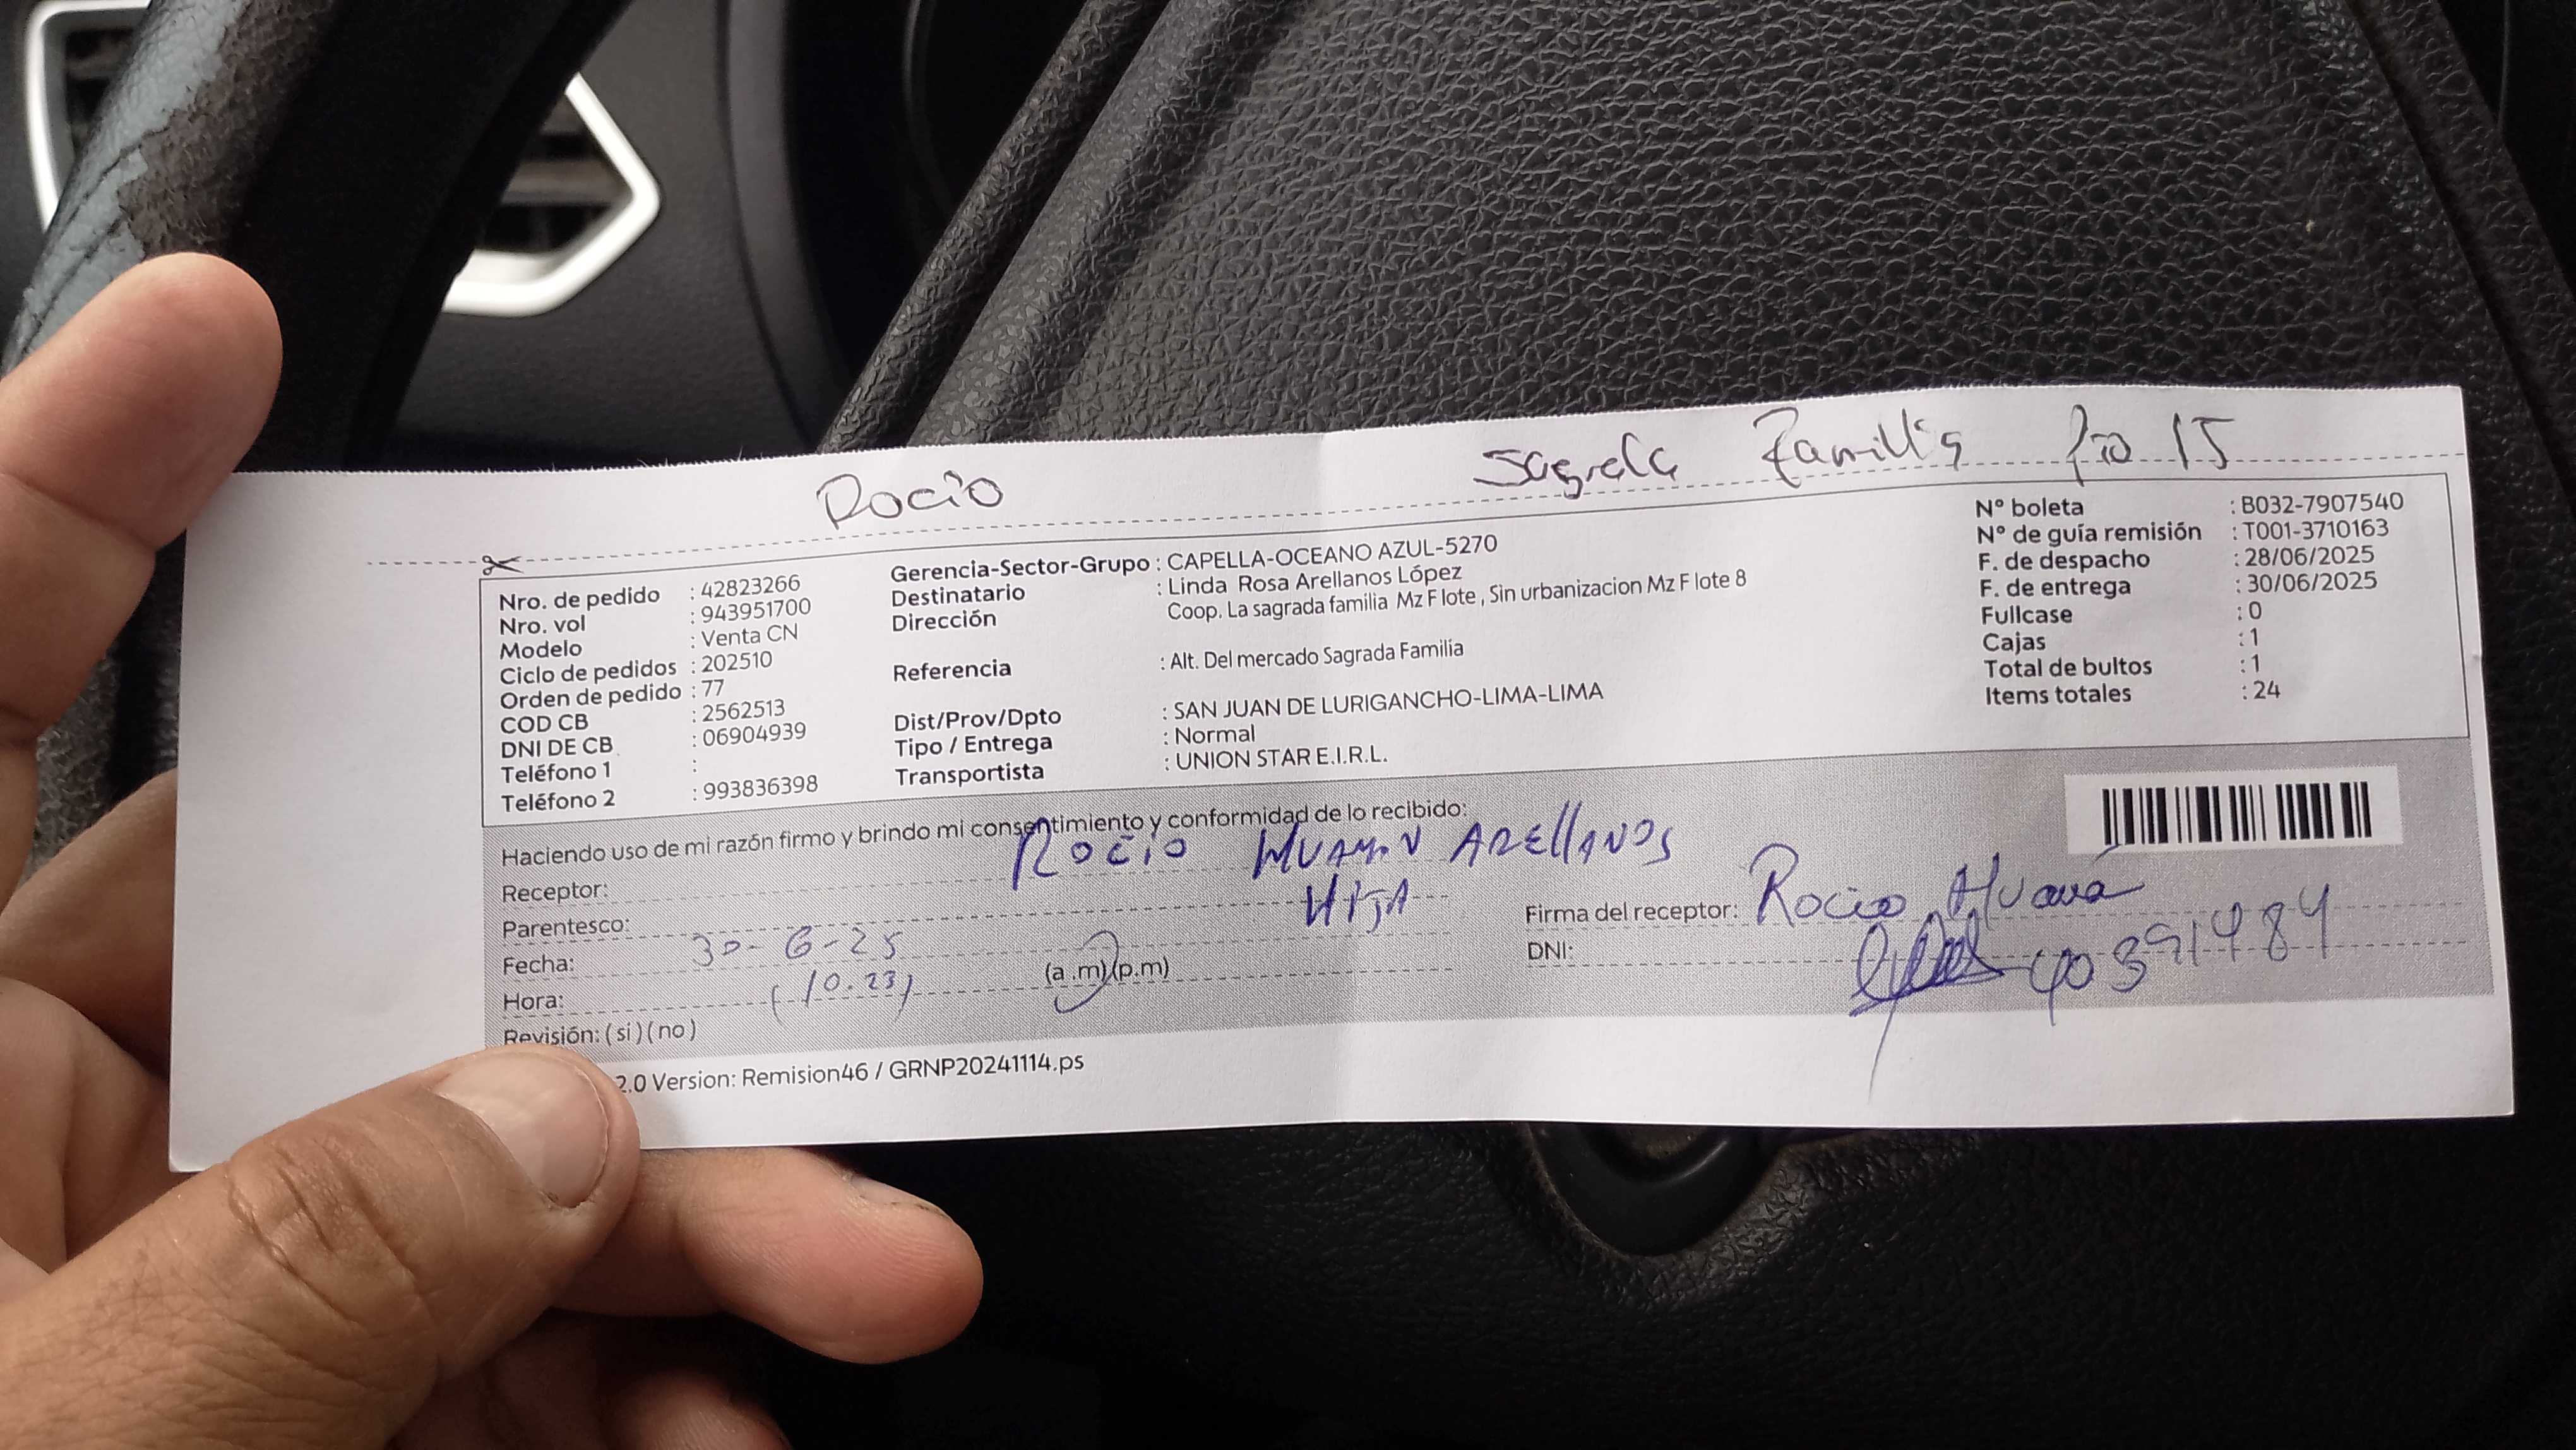 Rocio Sagrada Familia Pio 15
Nro. de pedido : 42823266
Nro. vol : 943951700
Modelo : Venta CN
Ciclo de pedidos : 202510
Orden de pedido : 77
COD CB : 2562513
DNI DE CB : 06904939
Teléfono 1 :
Teléfono 2 : 993836398
Gerencia-Sector-Grupo : CAPELLA-OCEANO AZUL-5270
Destinatario : Linda Rosa Arellanos López
Dirección Coop. La sagrada familia Mz F lote , Sin urbanizacion Mz F lote 8
Referencia : Alt. Del mercado Sagrada Familia
Dist/Prov/Dpto : SAN JUAN DE LURIGANCHO-LIMA-LIMA
Tipo / Entrega : Normal
Transportista : UNION STAR E.I.R.L.
N° boleta : B032-7907540
N° de guía remisión : T001-3710163
F. de despacho : 28/06/2025
F. de entrega : 30/06/2025
Fullcase : 0
Cajas : 1
Total de bultos : 1
Items totales : 24
Haciendo uso de mi razón firmo y brindo mi consentimiento y conformidad de lo recibido:
Receptor: ROCIO HUAMAN ARELLANOS
Parentesco: HIJA
Fecha: 30-6-25
Hora: (10.23) (a .m)(p.m)
Revisión: ( si ) ( no )
Firma del receptor: Rocio
DNI: 40391484
2.0 Version: Remision46 / GRNP20241114.ps